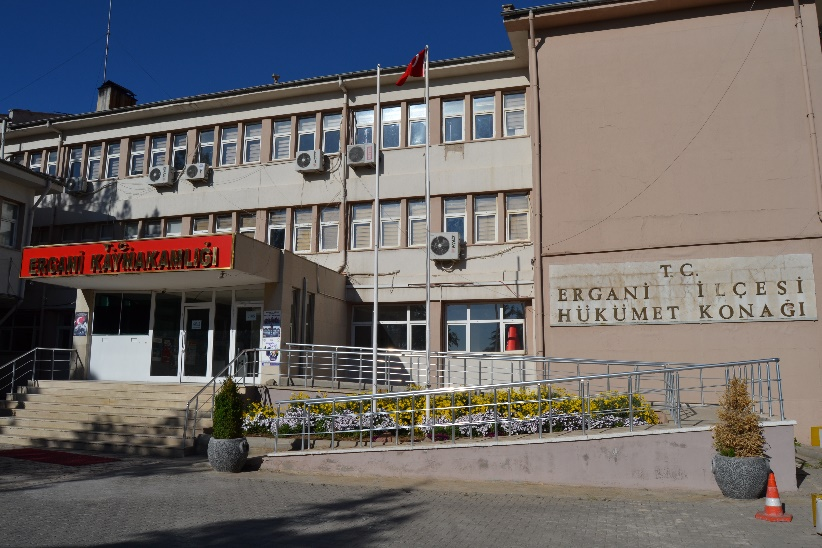 T.C.
ERGANİ KAYMAKAMLIĞI
T.C.
ERGANİ İLÇESİ
HÜKÜMET KONAĞI